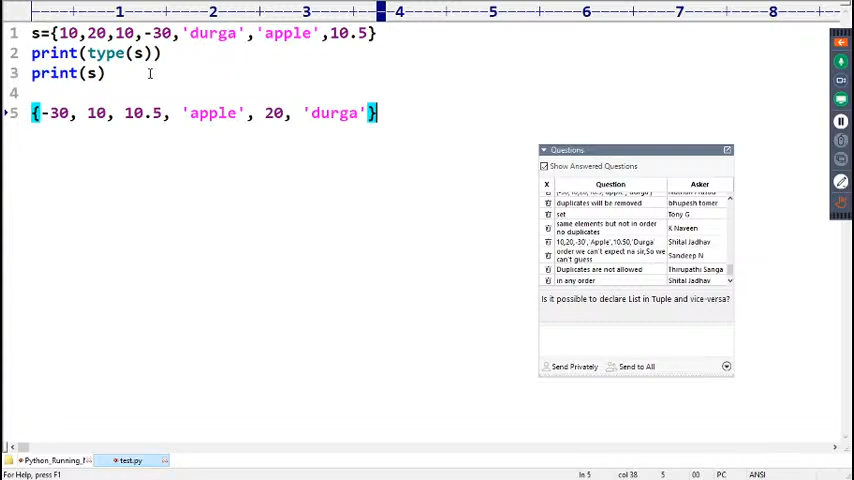 1 2 3 4 5 6 7 8
1 s={10,20,10,-30,'durga','apple',10.5}
2 print(type(s))
3 print(s)
4
5 {-30, 10, 10.5, 'apple', 20, 'durga'}
Questions
Show Answered Questions
X Question Asker
duplicates will be removed bhupesh tomer
set Tony G
same elements but not in order K Naveen
no duplicates
10,20,-30','Apple',10.50,'Durga' Shital Jadhav
order we can't expect na sir,So we Sandeep N
can't guess
Duplicates are not allowed Thirupathi Sanga
in any order Shital Jadhav
Is it possible to declare List in Tuple and vice-versa?
Send Privately Send to All
Python_Running_ test.py
For Help, press F1 ln 5 col 38 5 00 PC ANSI